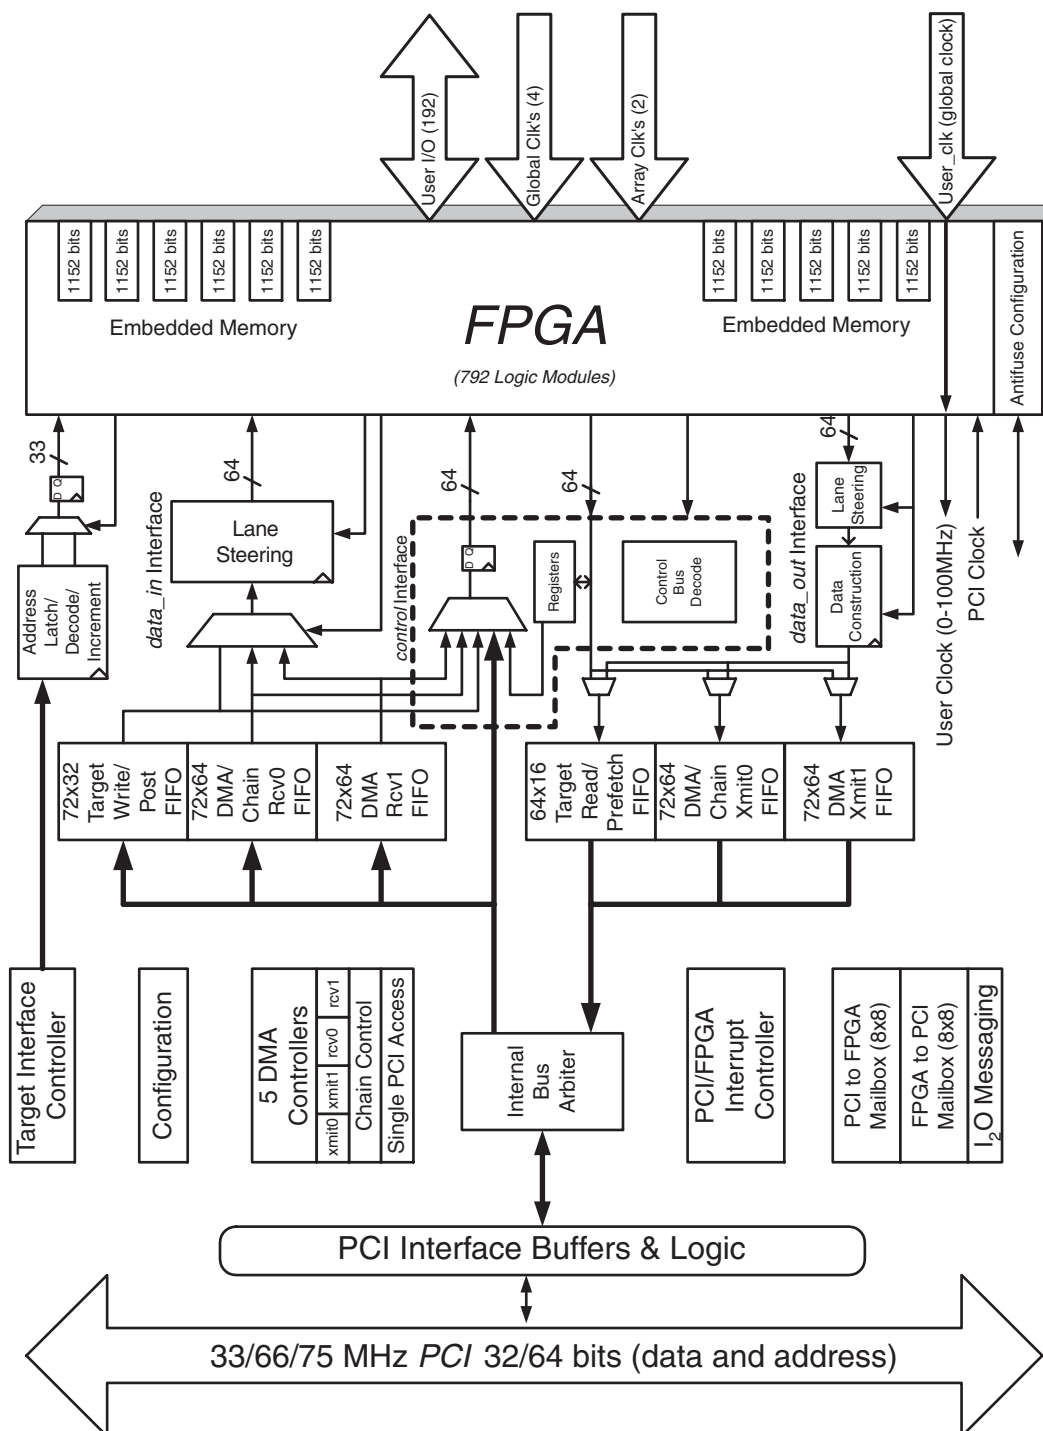 User I/O (192)
Global Clk's (4)
Array Clk's (2)
User_clk (global clock)
1152 bits
1152 bits
1152 bits
1152 bits
1152 bits
1152 bits
1152 bits
1152 bits
1152 bits
1152 bits
1152 bits
Embedded Memory
Embedded Memory
FPGA
(792 Logic Modules)
Antifuse Configuration
33
64
64
64
64
D Q
Lane
Steering
Lane
Steering
data_in Interface
control Interface
D Q
Registers
Control
Bus
Decode
data_out Interface
Data
Construction
User Clock (0-100MHz)
PCI Clock
Address
Latch/
Decode/
Increment
72x32
Target
Write/
Post
FIFO
72x64
DMA/
Chain
Rcv0
FIFO
72x64
DMA
Rcv1
FIFO
64x16
Target
Read/
Prefetch
FIFO
72x64
DMA/
Chain
Xmit0
FIFO
72x64
DMA
Xmit1
FIFO
Target Interface
Controller
Configuration
5 DMA
Controllers
xmit0
xmit1
rcv0
rcv1
Chain Control
Single PCI Access
Internal
Bus
Arbiter
PCI/FPGA
Interrupt
Controller
PCI to FPGA
Mailbox (8x8)
FPGA to PCI
Mailbox (8x8)
I2O Messaging
PCI Interface Buffers & Logic
33/66/75 MHz PCI 32/64 bits (data and address)